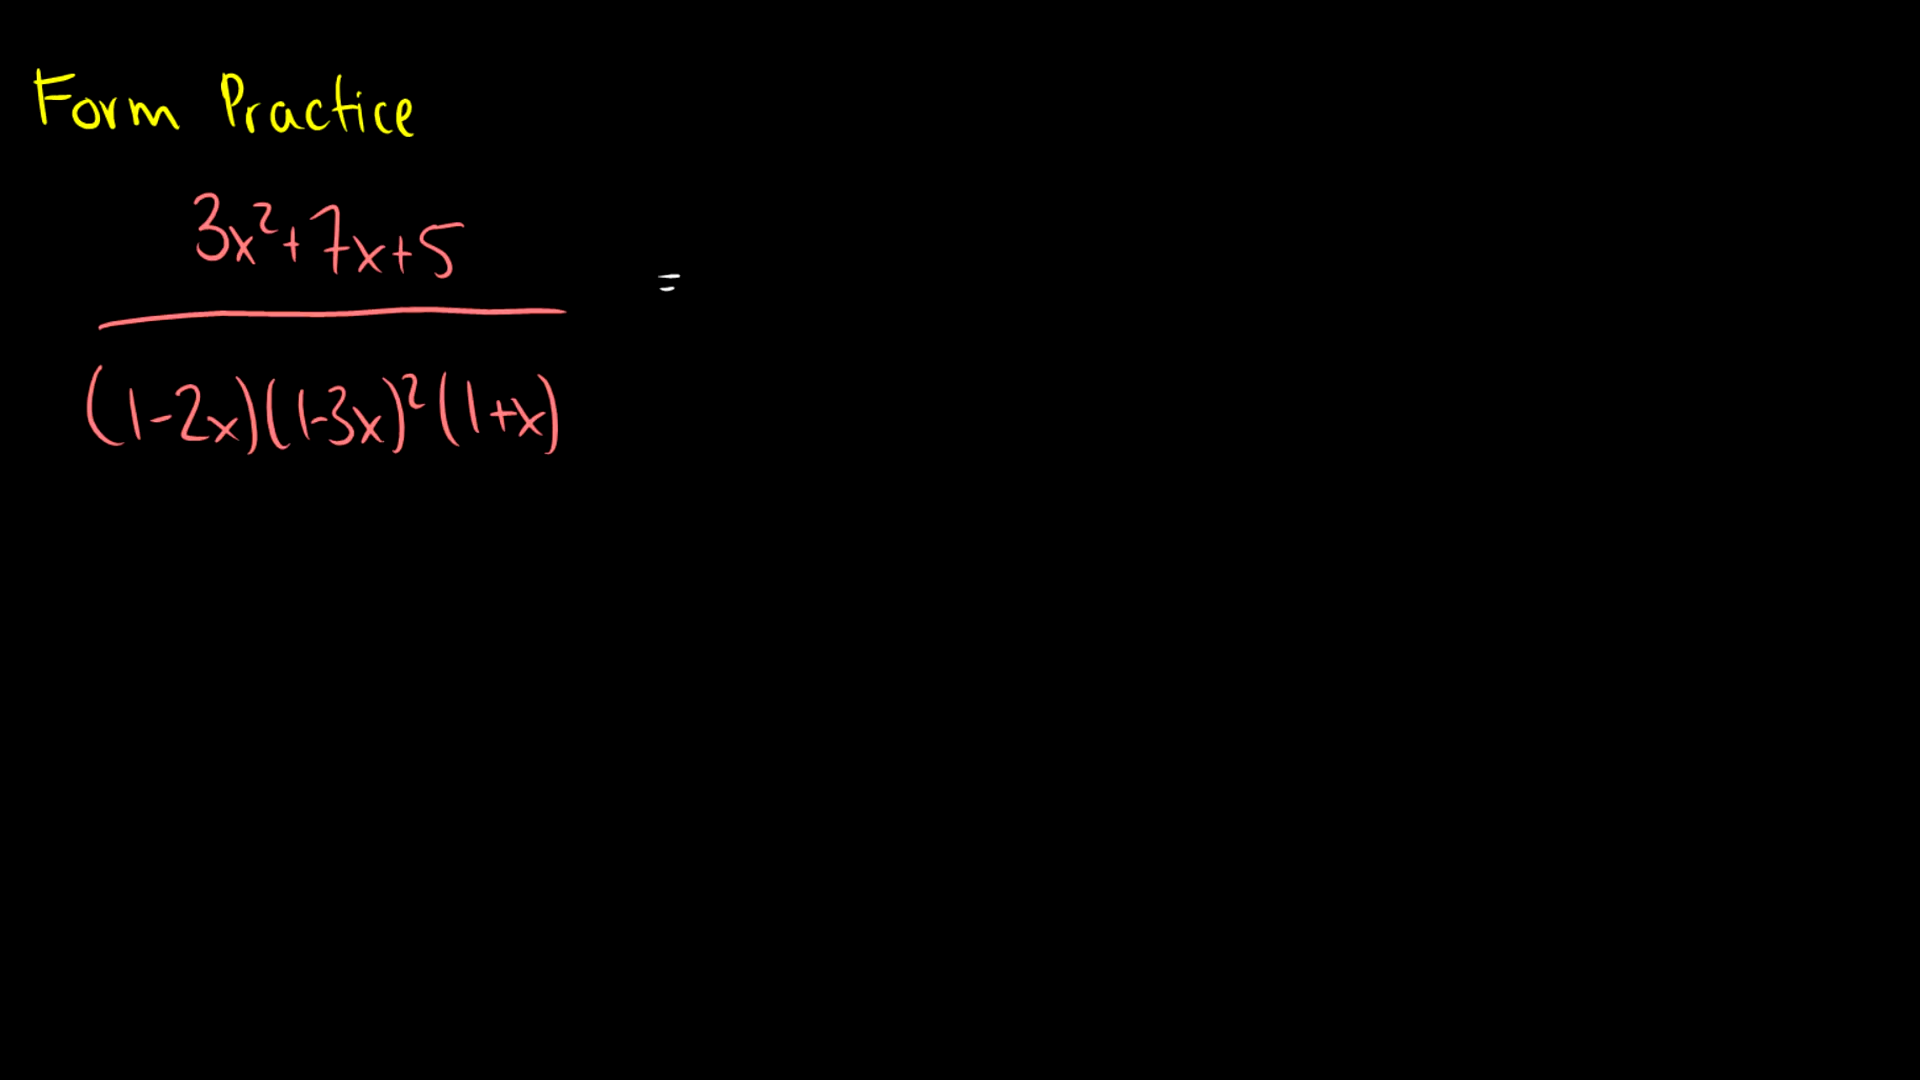 Form Practice
3x²+7x+5
=
(1-2x)(1-3x)²(1+x)